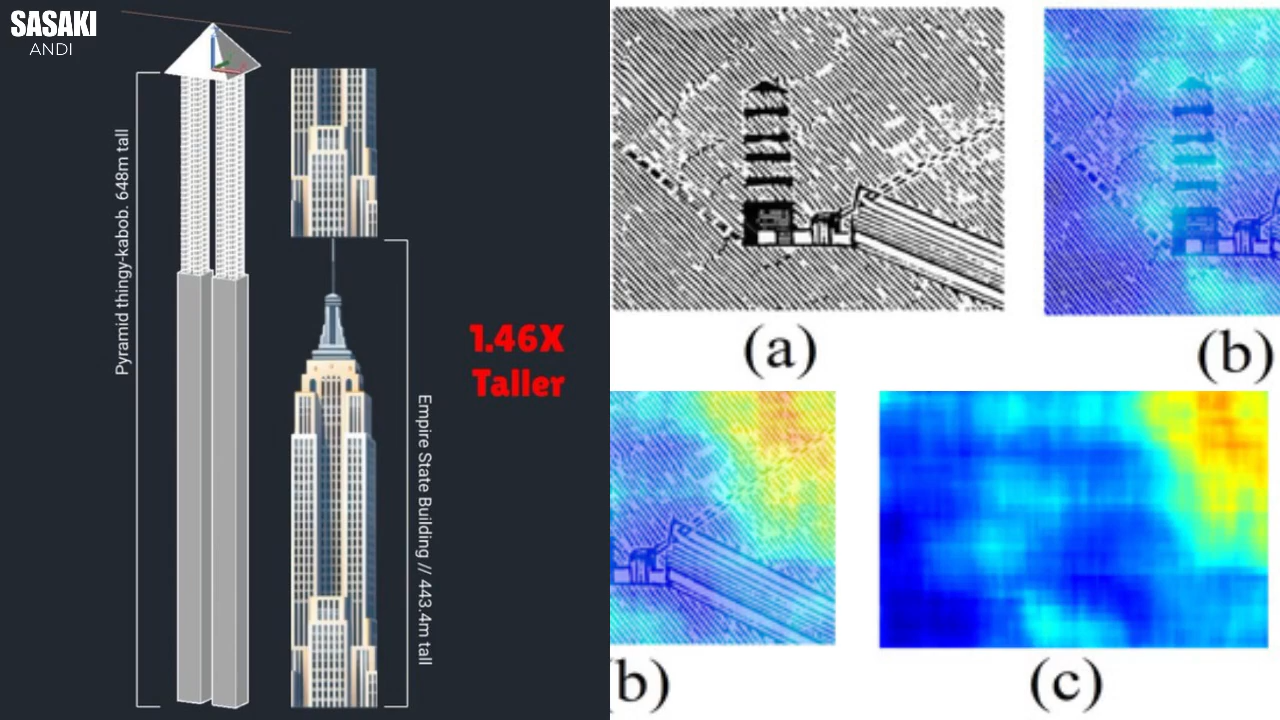 SASAKI
ANDI
Pyramid thingy-kabob. 648m tall
Empire State Building // 443.4m tall
1.46X
Taller
(a)
(b)
b)
(c)